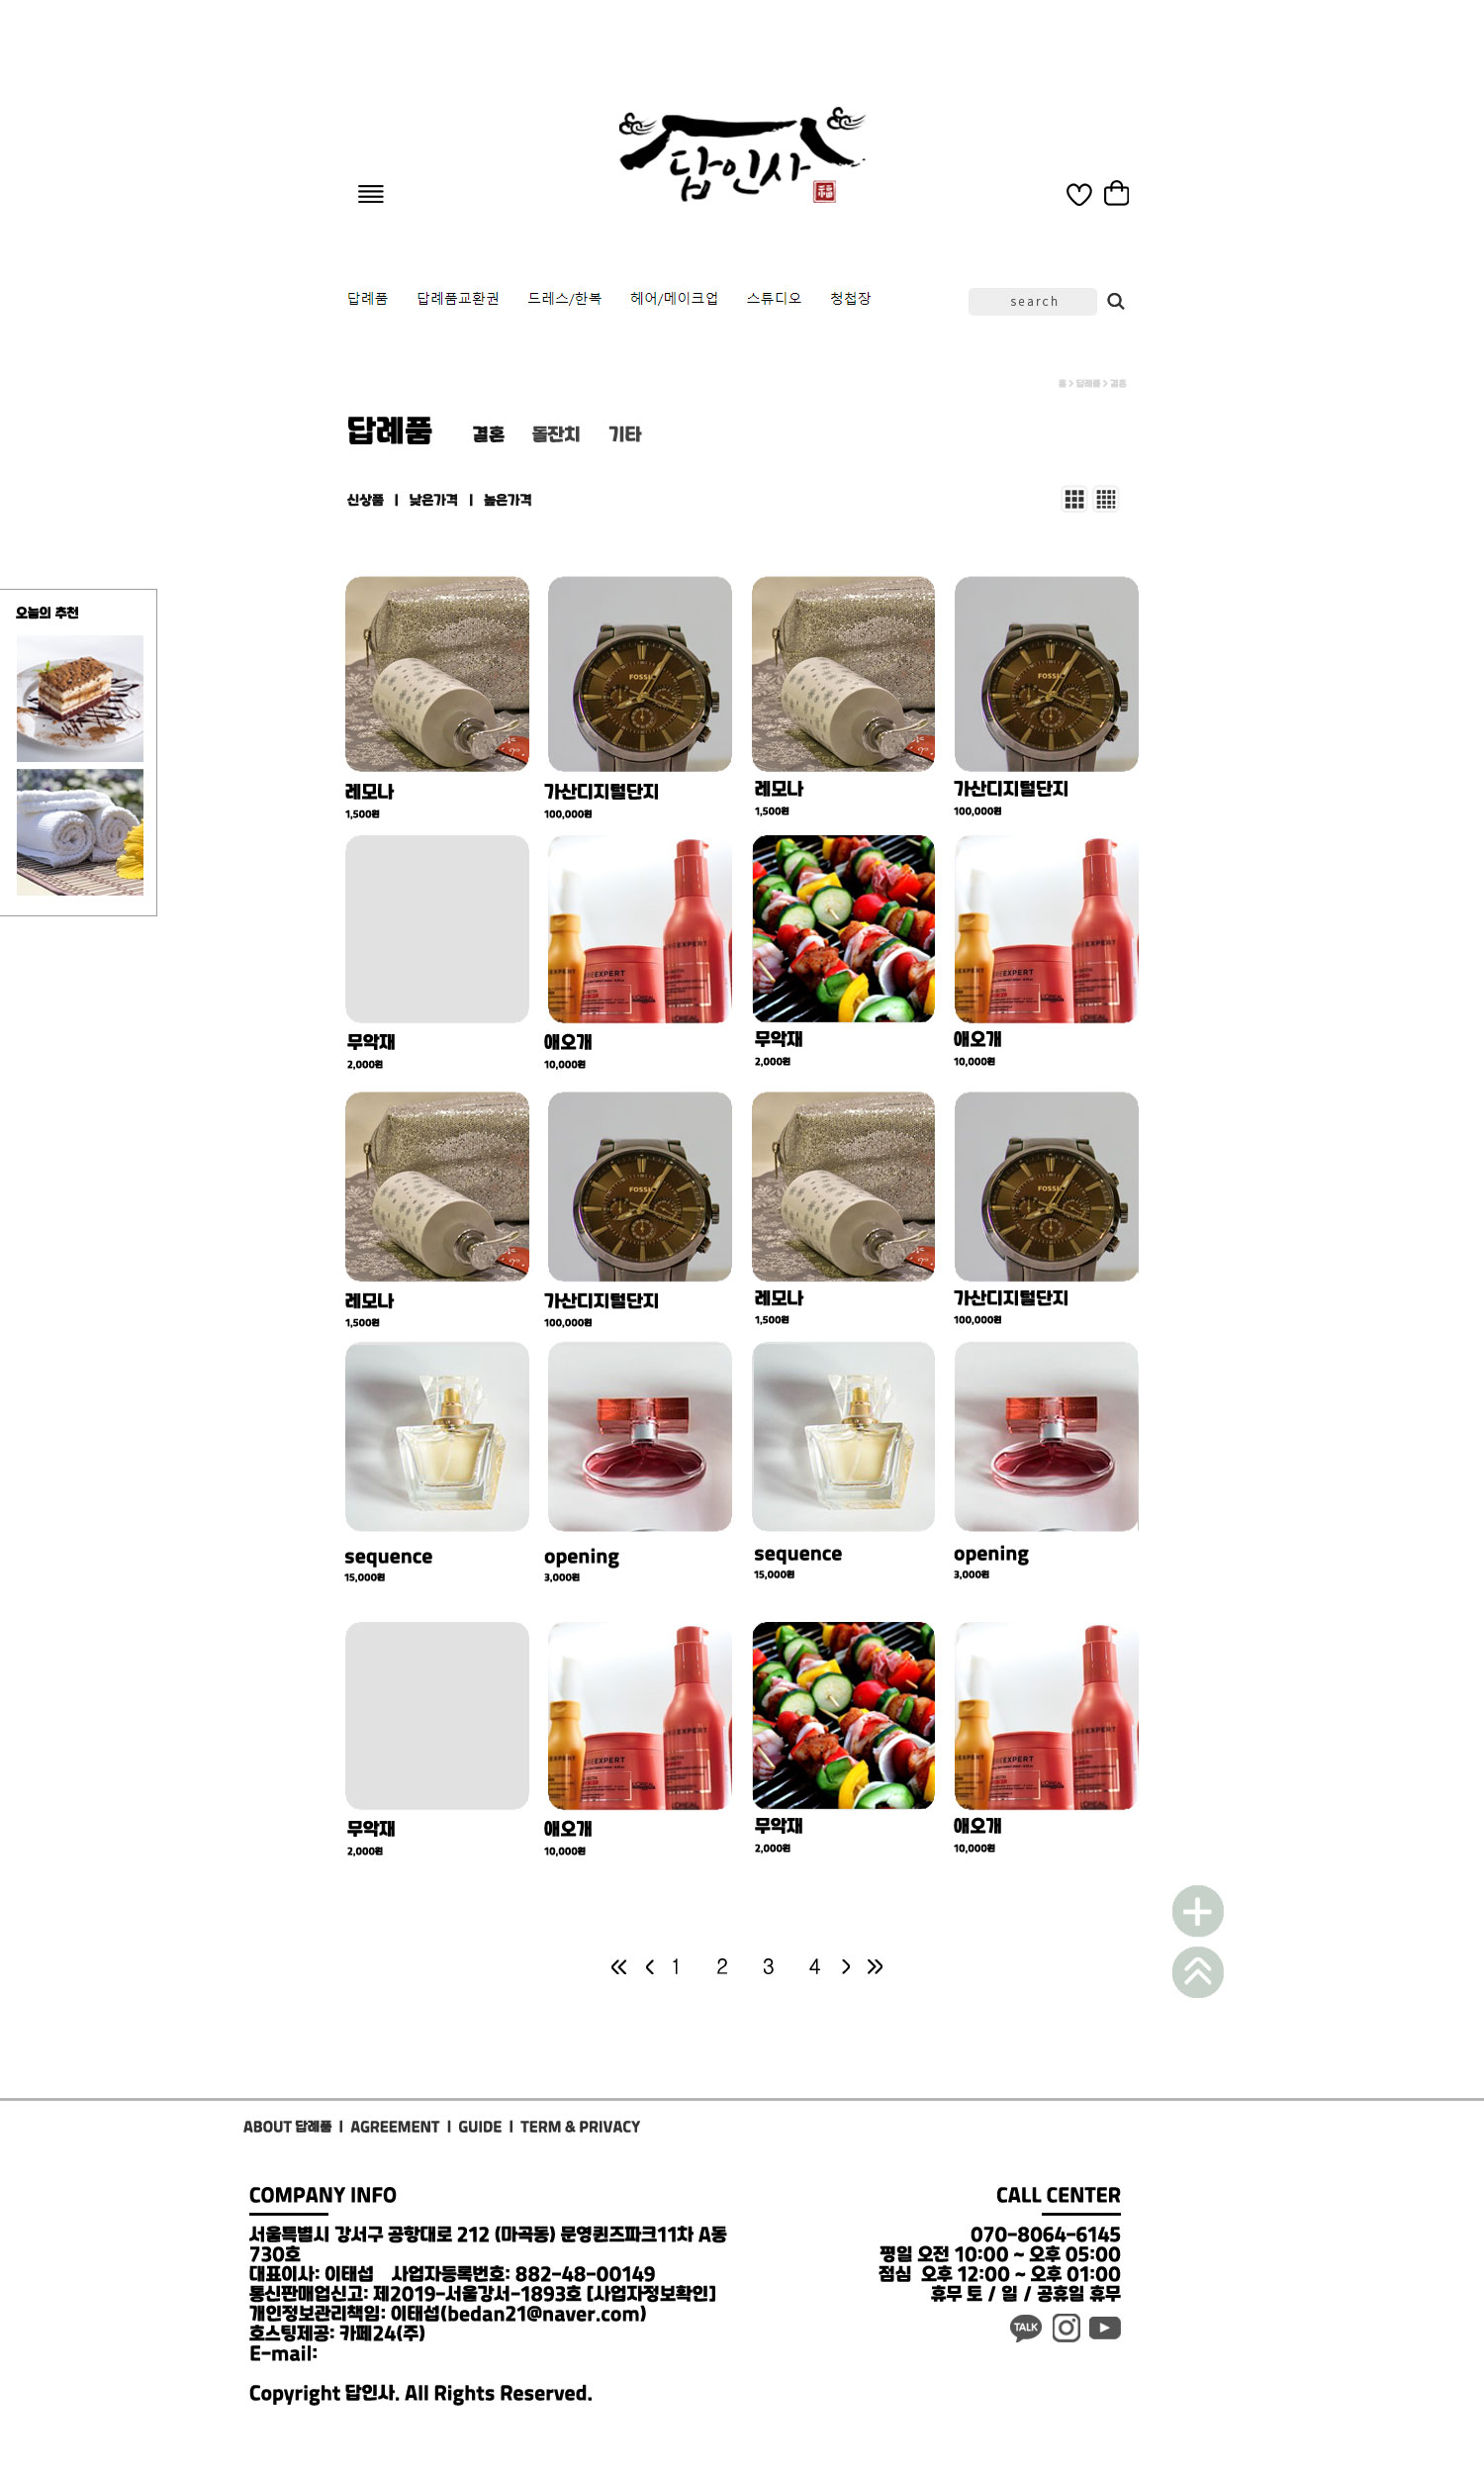 답인사
답례품 답례품교환권 드레스/한복 헤어/메이크업 스튜디오 청첩장 search
홈 > 답례품 > 결혼
답례품 결혼 돌잔치 기타
신상품 | 낮은가격 | 높은가격
오늘의 추천
FOSSIL FOSSIL
레모나 가산디지털단지 레모나 가산디지털단지
1,500원 100,000원 1,500원 100,000원
EXPERT EXPERT
무악재 애오개 무악재 애오개
2,000원 10,000원 2,000원 10,000원
FOSSIL FOSSIL
레모나 가산디지털단지 레모나 가산디지털단지
1,500원 100,000원 1,500원 100,000원
sequence opening sequence opening
15,000원 3,000원 15,000원 3,000원
EXPERT EXPERT
무악재 애오개 무악재 애오개
2,000원 10,000원 2,000원 10,000원
1 2 3 4
ABOUT 답례품 | AGREEMENT | GUIDE | TERM & PRIVACY
COMPANY INFO
서울특별시 강서구 공항대로 212 (마곡동) 문영퀸즈파크11차 A동
730호
대표이사: 이태섭 사업자등록번호: 882-48-00149
통신판매업신고: 제2019-서울강서-1893호 [사업자정보확인]
개인정보관리책임: 이태섭(bedan21@naver.com)
호스팅제공: 카페24(주)
E-mail:
Copyright 답인사. All Rights Reserved.
CALL CENTER
070-8064-6145
평일 오전 10:00 ~ 오후 05:00
점심 오후 12:00 ~ 오후 01:00
휴무 토 / 일 / 공휴일 휴무
TALK